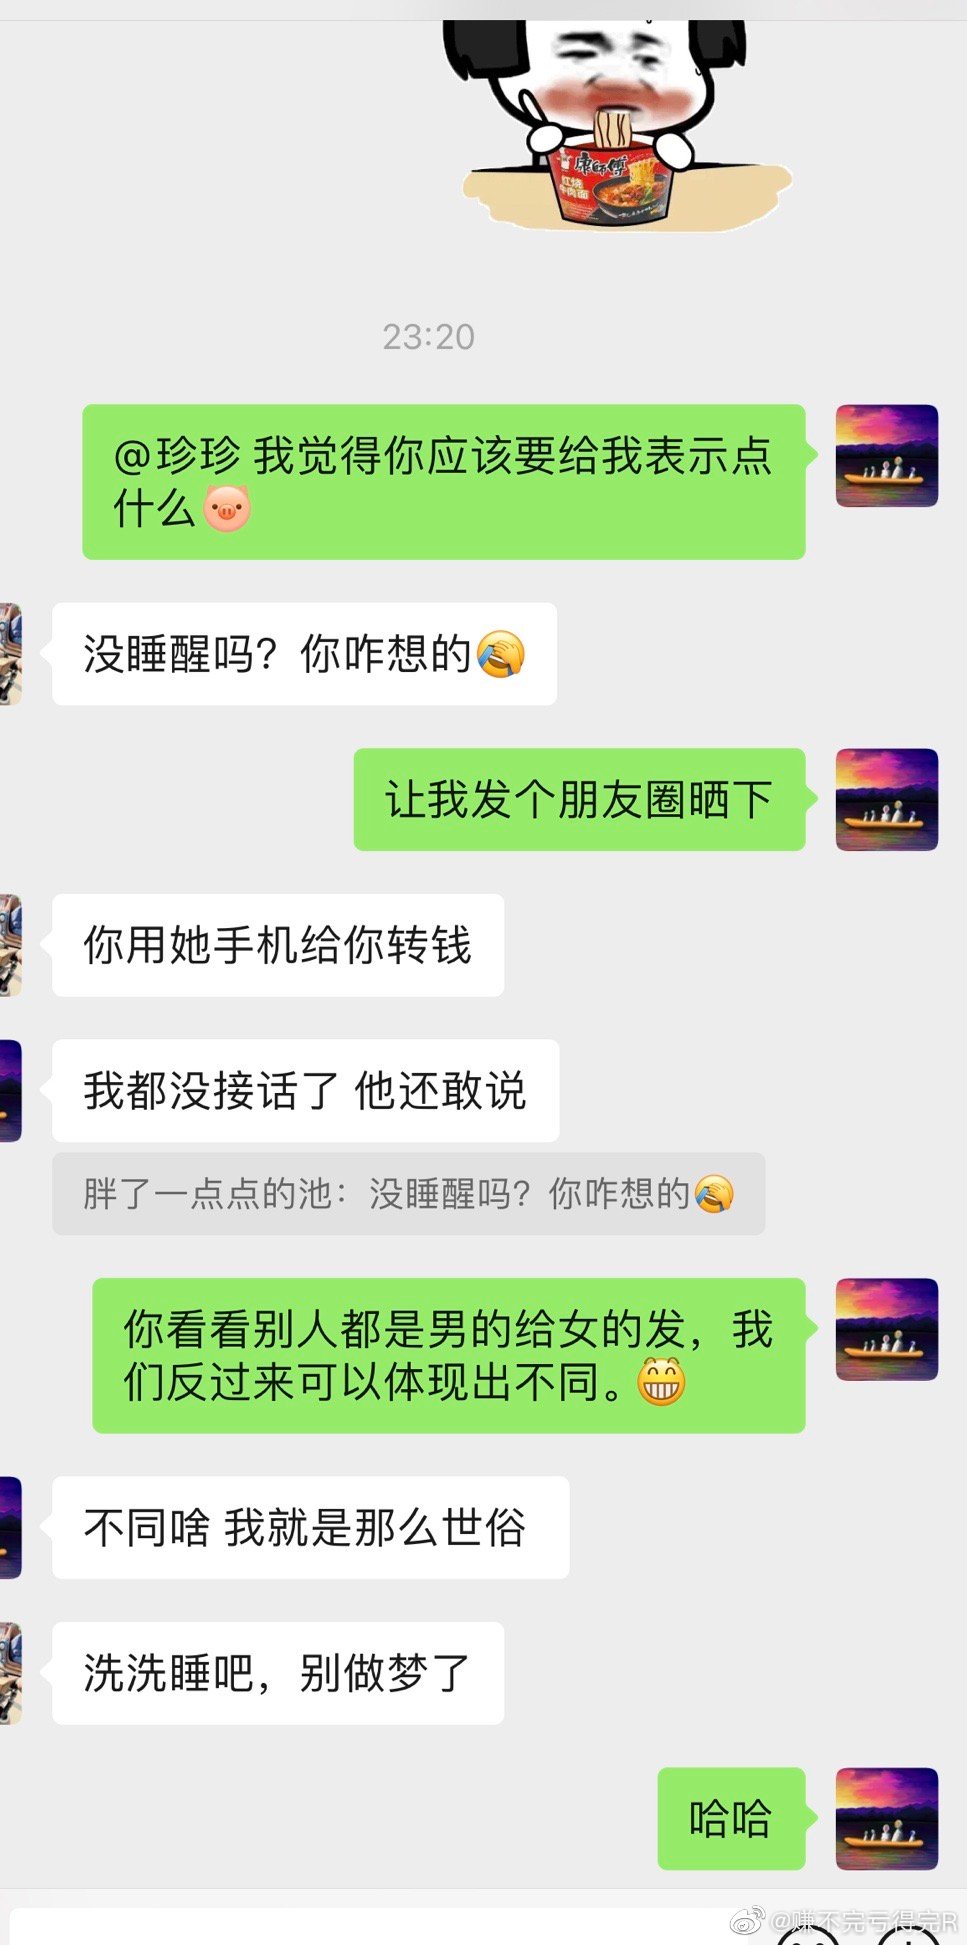 康师傅
红烧
牛肉面
23:20
@珍珍 我觉得你应该要给我表示点
什么🐷
没睡醒吗？你咋想的🤦
让我发个朋友圈晒下
你用她手机给你转钱
我都没接话了 他还敢说
胖了一点点的池：没睡醒吗？你咋想的🤦
你看看别人都是男的给女的发，我
们反过来可以体现出不同。😁
不同啥 我就是那么世俗
洗洗睡吧，别做梦了
哈哈
@赚不完亏得完R